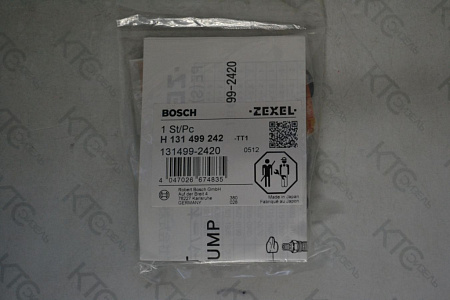 99-2420
BOSCH
ZEXEL
1 St/Pc
H 131 499 242 -TT1
131499-2420
0512
4 047026 674835
Robert Bosch GmbH
Auf der Breit 4
76227 Karlsruhe
GERMANY
Made in Japan
Fabriqué au Japon
UMP
KTC